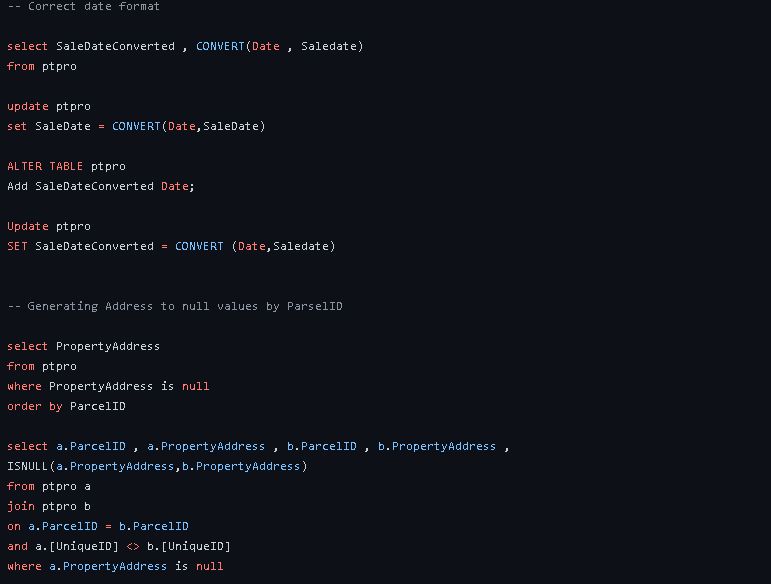 -- Correct date format
select SaleDateConverted , CONVERT(Date , Saledate)
from ptpro
update ptpro
set SaleDate = CONVERT(Date,SaleDate)
ALTER TABLE ptpro
Add SaleDateConverted Date;
Update ptpro
SET SaleDateConverted = CONVERT (Date,Saledate)
-- Generating Address to null values by ParselID
select PropertyAddress
from ptpro
where PropertyAddress is null
order by ParcelID
select a.ParcelID , a.PropertyAddress , b.ParcelID , b.PropertyAddress ,
ISNULL(a.PropertyAddress,b.PropertyAddress)
from ptpro a
join ptpro b
on a.ParcelID = b.ParcelID
and a.[UniqueID] <> b.[UniqueID]
where a.PropertyAddress is null